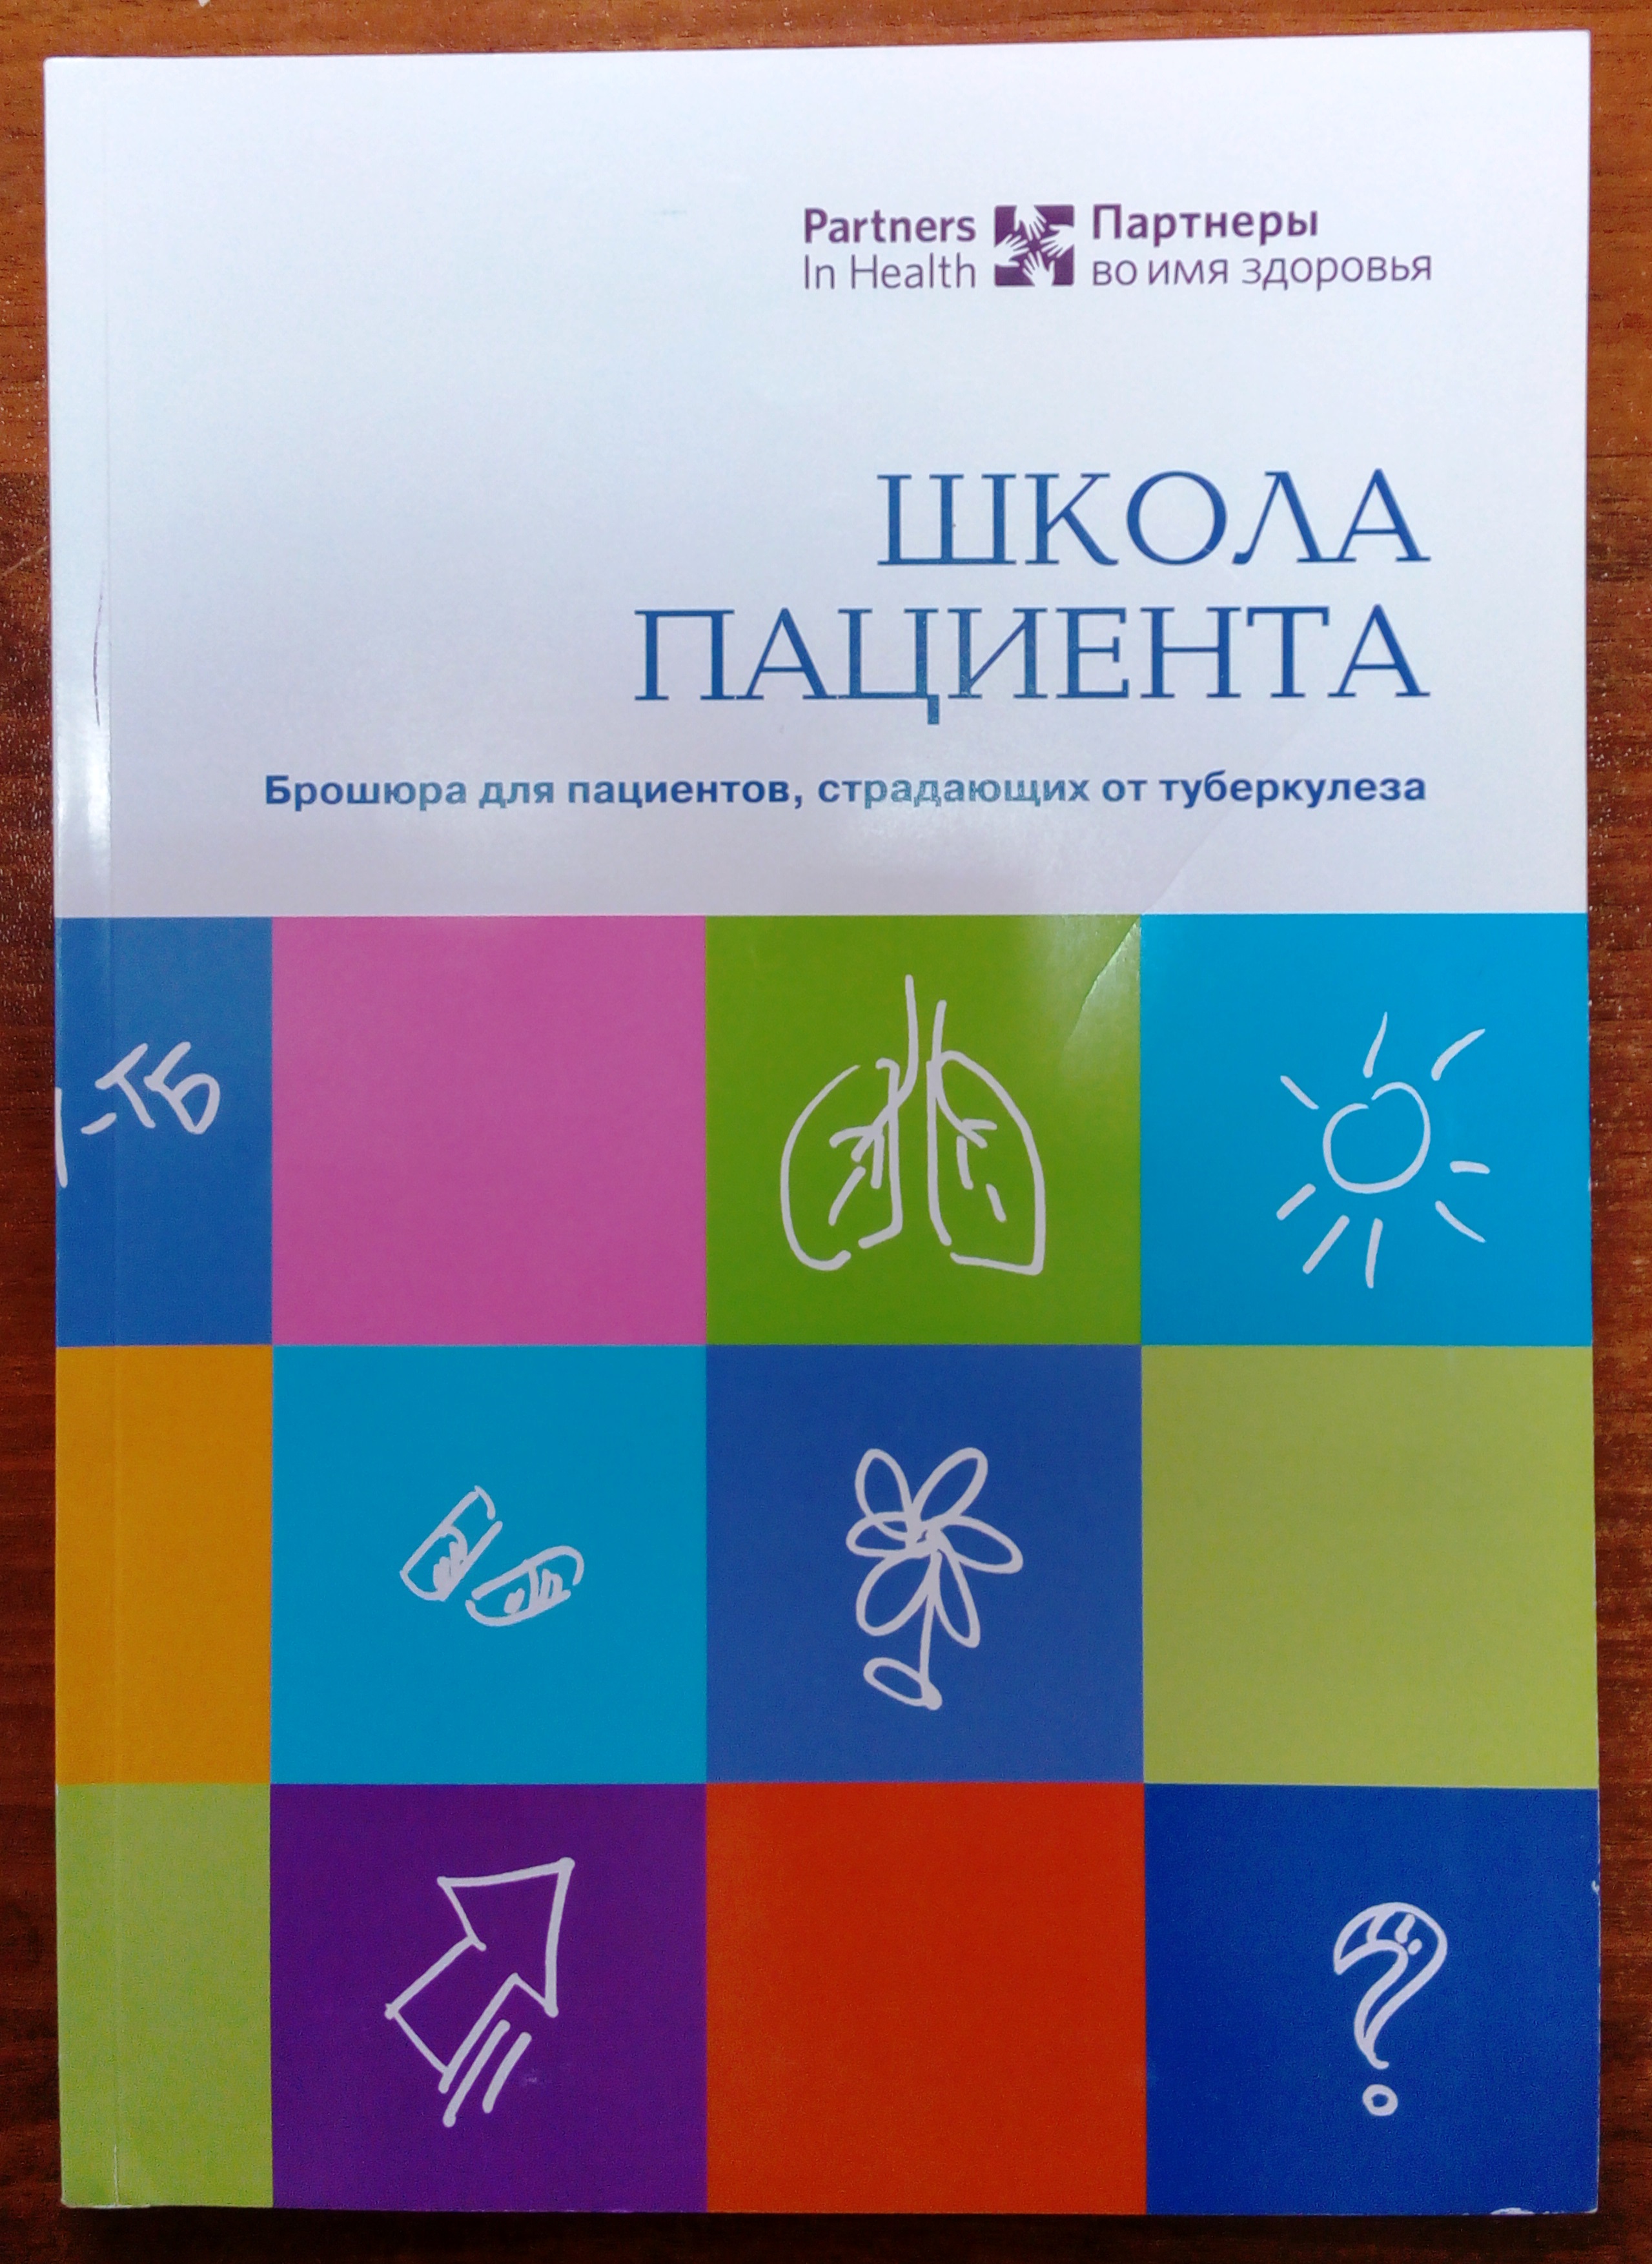 Partners
In Health
Партнеры
во имя здоровья
ШКОЛА
ПАЦИЕНТА
Брошюра для пациентов, страдающих от туберкулеза
-ТБ
?